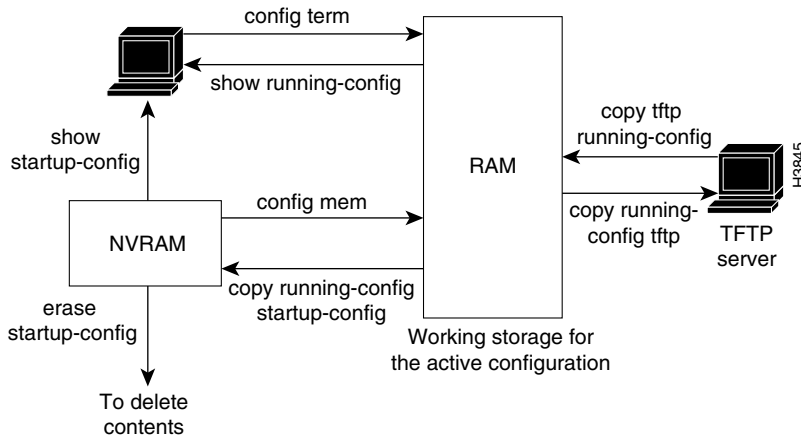 config term
show running-config
show
startup-config
NVRAM
config mem
copy running-config
startup-config
erase
startup-config
To delete
contents
RAM
Working storage for
the active configuration
copy tftp
running-config
copy running-
config tftp
TFTP
server
H3845